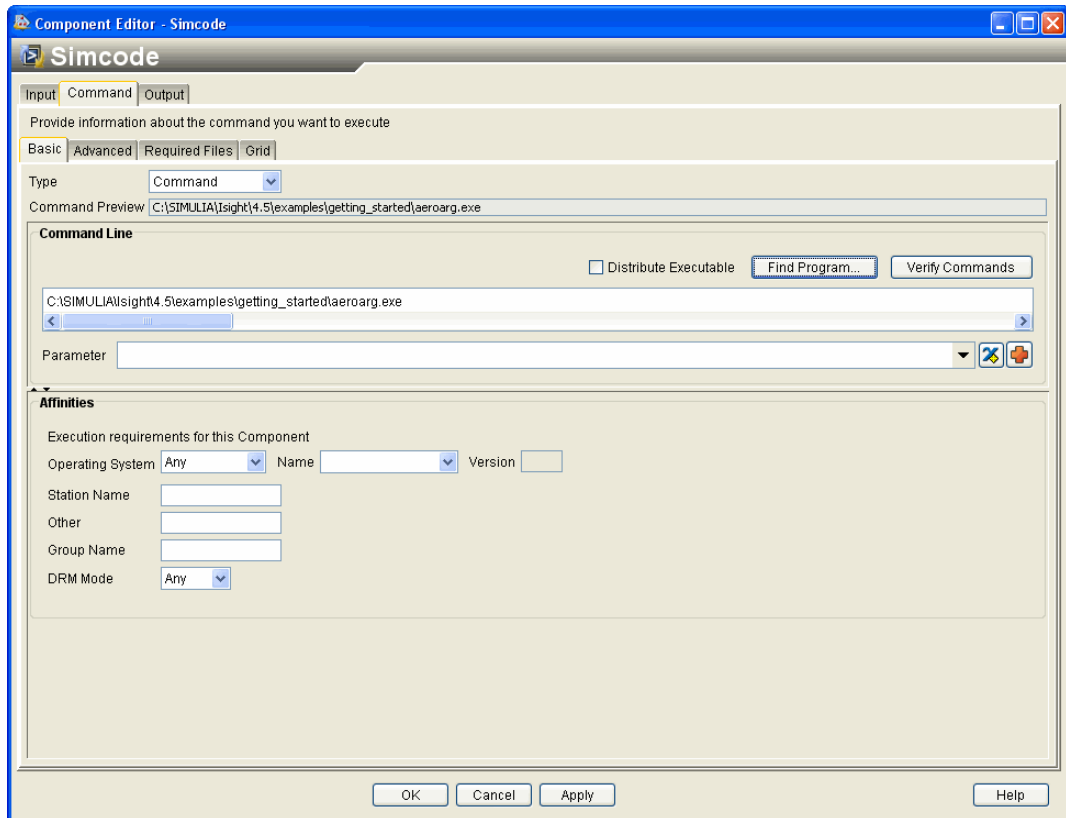 Component Editor - Simcode
Simcode
Input Command Output
Provide information about the command you want to execute
Basic Advanced Required Files Grid
Type Command
Command Preview C:\SIMULIA\Isight\4.5\examples\getting_started\aeroarg.exe
Command Line
Distribute Executable Find Program... Verify Commands
C:\SIMULIA\Isight\4.5\examples\getting_started\aeroarg.exe
Parameter
Affinities
Execution requirements for this Component
Operating System Any Name Version
Station Name
Other
Group Name
DRM Mode Any
OK Cancel Apply Help